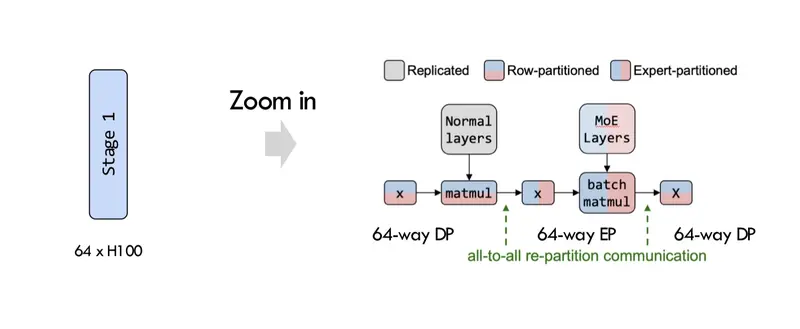 Stage 1
64 x H100
Zoom in
Replicated
Row-partitioned
Expert-partitioned
Normal
layers
MoE
Layers
x
matmul
x
batch
matmul
X
64-way DP
64-way EP
64-way DP
all-to-all re-partition communication